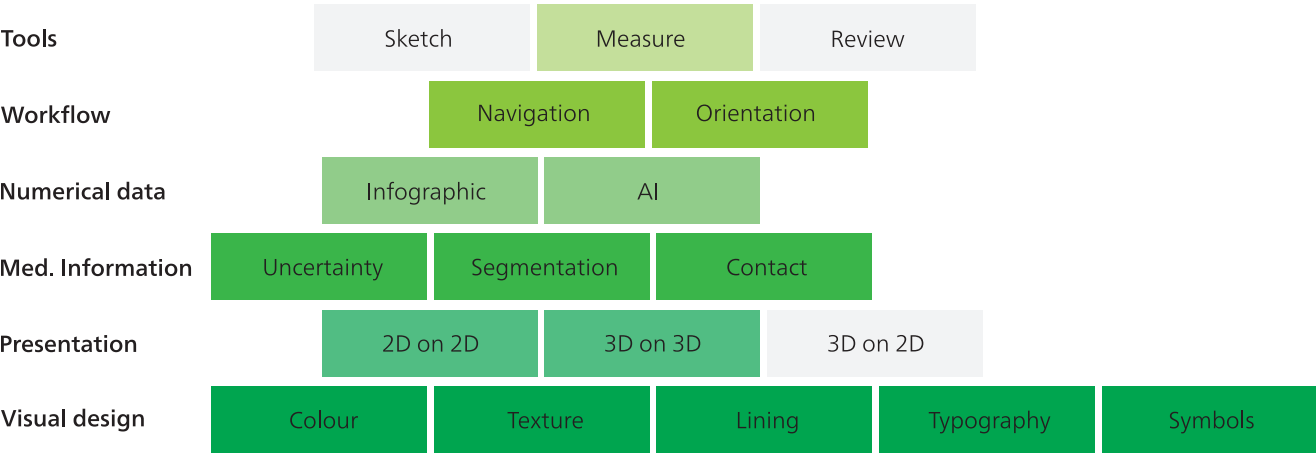 Tools Sketch Measure Review
Workflow Navigation Orientation
Numerical data Infographic AI
Med. Information Uncertainty Segmentation Contact
Presentation 2D on 2D 3D on 3D 3D on 2D
Visual design Colour Texture Lining Typography Symbols